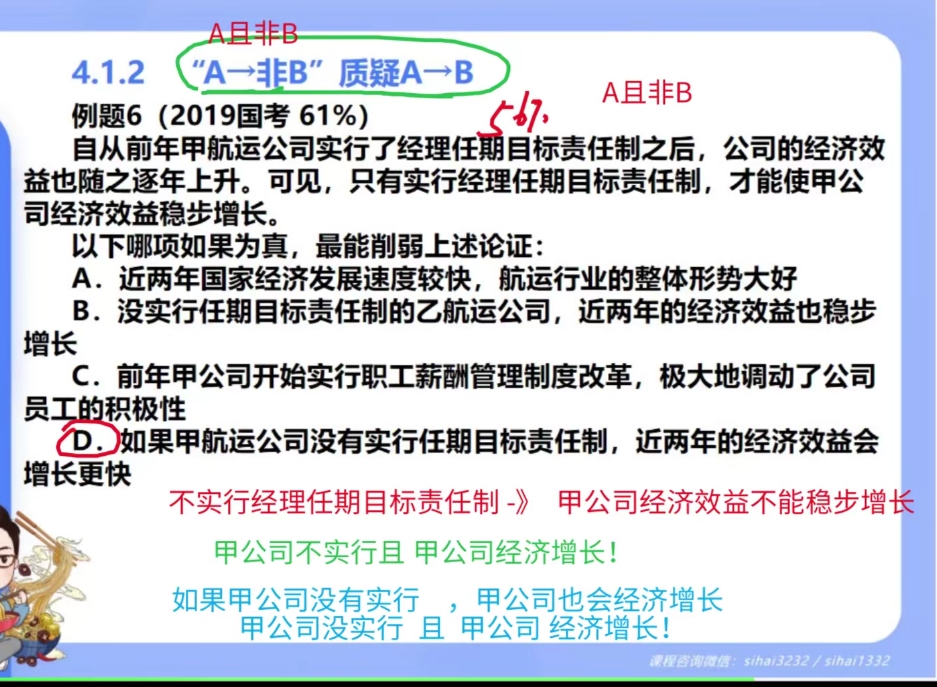 A且非B
4.1.2 “A→非B”质疑A→B
A且非B
例题6（2019国考 61%）
56%.
自从前年甲航运公司实行了经理任期目标责任制之后，公司的经济效
益也随之逐年上升。可见，只有实行经理任期目标责任制，才能使甲公
司经济效益稳步增长。
以下哪项如果为真，最能削弱上述论证：
A．近两年国家经济发展速度较快，航运行业的整体形势大好
B．没实行任期目标责任制的乙航运公司，近两年的经济效益也稳步
增长
C．前年甲公司开始实行职工薪酬管理制度改革，极大地调动了公司
员工的积极性
D．如果甲航运公司没有实行任期目标责任制，近两年的经济效益会
增长更快
不实行经理任期目标责任制 -》 甲公司经济效益不能稳步增长
甲公司不实行且 甲公司经济增长！
如果甲公司没有实行 ，甲公司也会经济增长
甲公司没实行 且 甲公司 经济增长！
课程咨询微信：sihai3232 / sihai1332